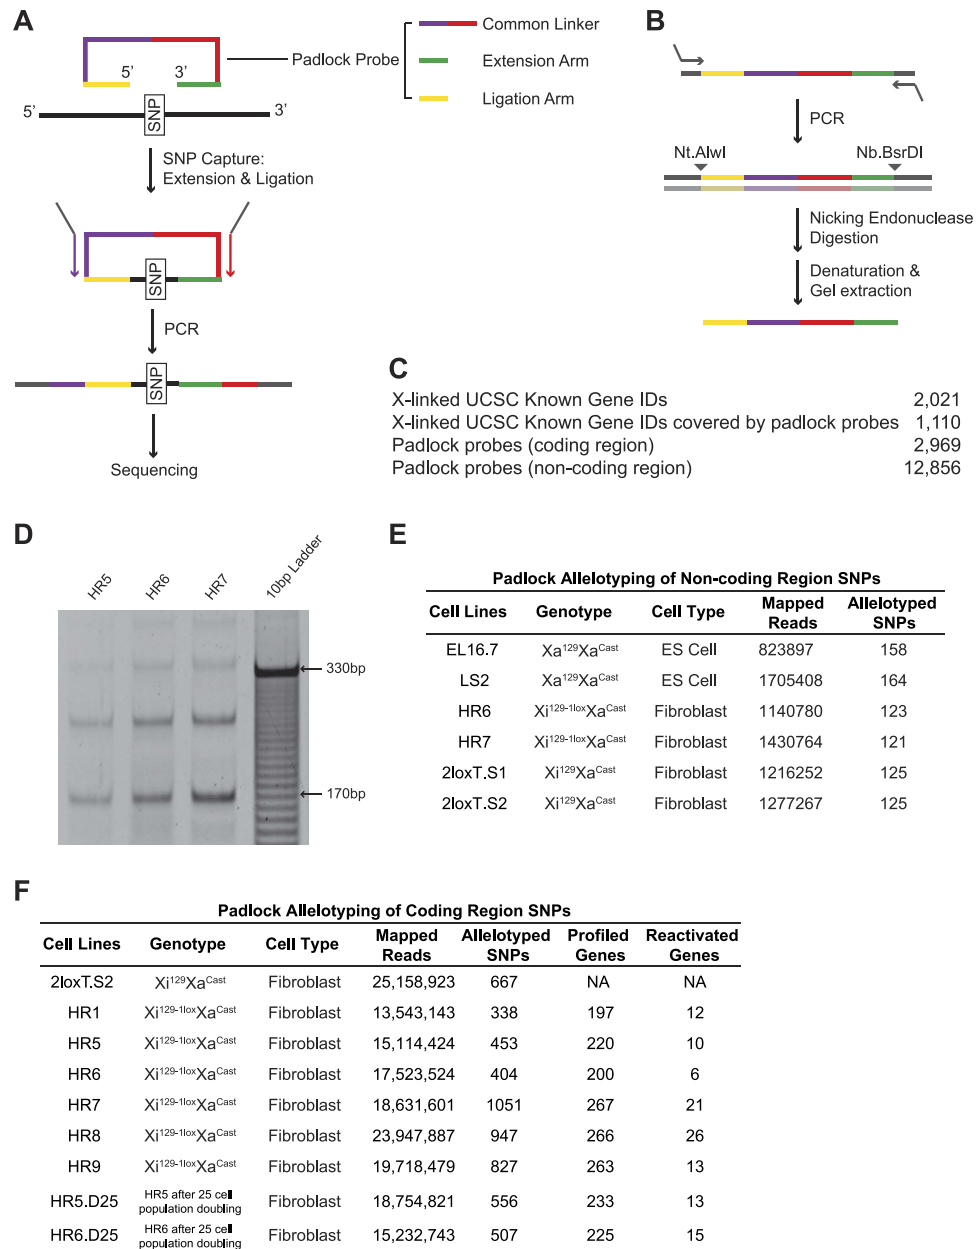 A
5’ 3’
Padlock Probe
Common Linker
Extension Arm
Ligation Arm
5’ SNP 3’
SNP Capture:
Extension & Ligation
SNP
PCR
SNP
Sequencing
B
PCR
Nt.AlwI Nb.BsrDI
Nicking Endonuclease
Digestion
Denaturation &
Gel extraction
C
X-linked UCSC Known Gene IDs 2,021
X-linked UCSC Known Gene IDs covered by padlock probes 1,110
Padlock probes (coding region) 2,969
Padlock probes (non-coding region) 12,856
D
HR5 HR6 HR7 10bp Ladder
330bp
170bp
E
Padlock Allelotyping of Non-coding Region SNPs
Cell Lines Genotype Cell Type Mapped Reads Allelotyped SNPs
EL16.7 Xa129XaCast ES Cell 823897 158
LS2 Xa129XaCast ES Cell 1705408 164
HR6 Xi129-1loxXaCast Fibroblast 1140780 123
HR7 Xi129-1loxXaCast Fibroblast 1430764 121
2loxT.S1 Xi129XaCast Fibroblast 1216252 125
2loxT.S2 Xi129XaCast Fibroblast 1277267 125
F
Padlock Allelotyping of Coding Region SNPs
Cell Lines Genotype Cell Type Mapped Reads Allelotyped SNPs Profiled Genes Reactivated Genes
2loxT.S2 Xi129XaCast Fibroblast 25,158,923 667 NA NA
HR1 Xi129-1loxXaCast Fibroblast 13,543,143 338 197 12
HR5 Xi129-1loxXaCast Fibroblast 15,114,424 453 220 10
HR6 Xi129-1loxXaCast Fibroblast 17,523,524 404 200 6
HR7 Xi129-1loxXaCast Fibroblast 18,631,601 1051 267 21
HR8 Xi129-1loxXaCast Fibroblast 23,947,887 947 266 26
HR9 Xi129-1loxXaCast Fibroblast 19,718,479 827 263 13
HR5.D25 HR5 after 25 cell population doubling Fibroblast 18,754,821 556 233 13
HR6.D25 HR6 after 25 cell population doubling Fibroblast 15,232,743 507 225 15